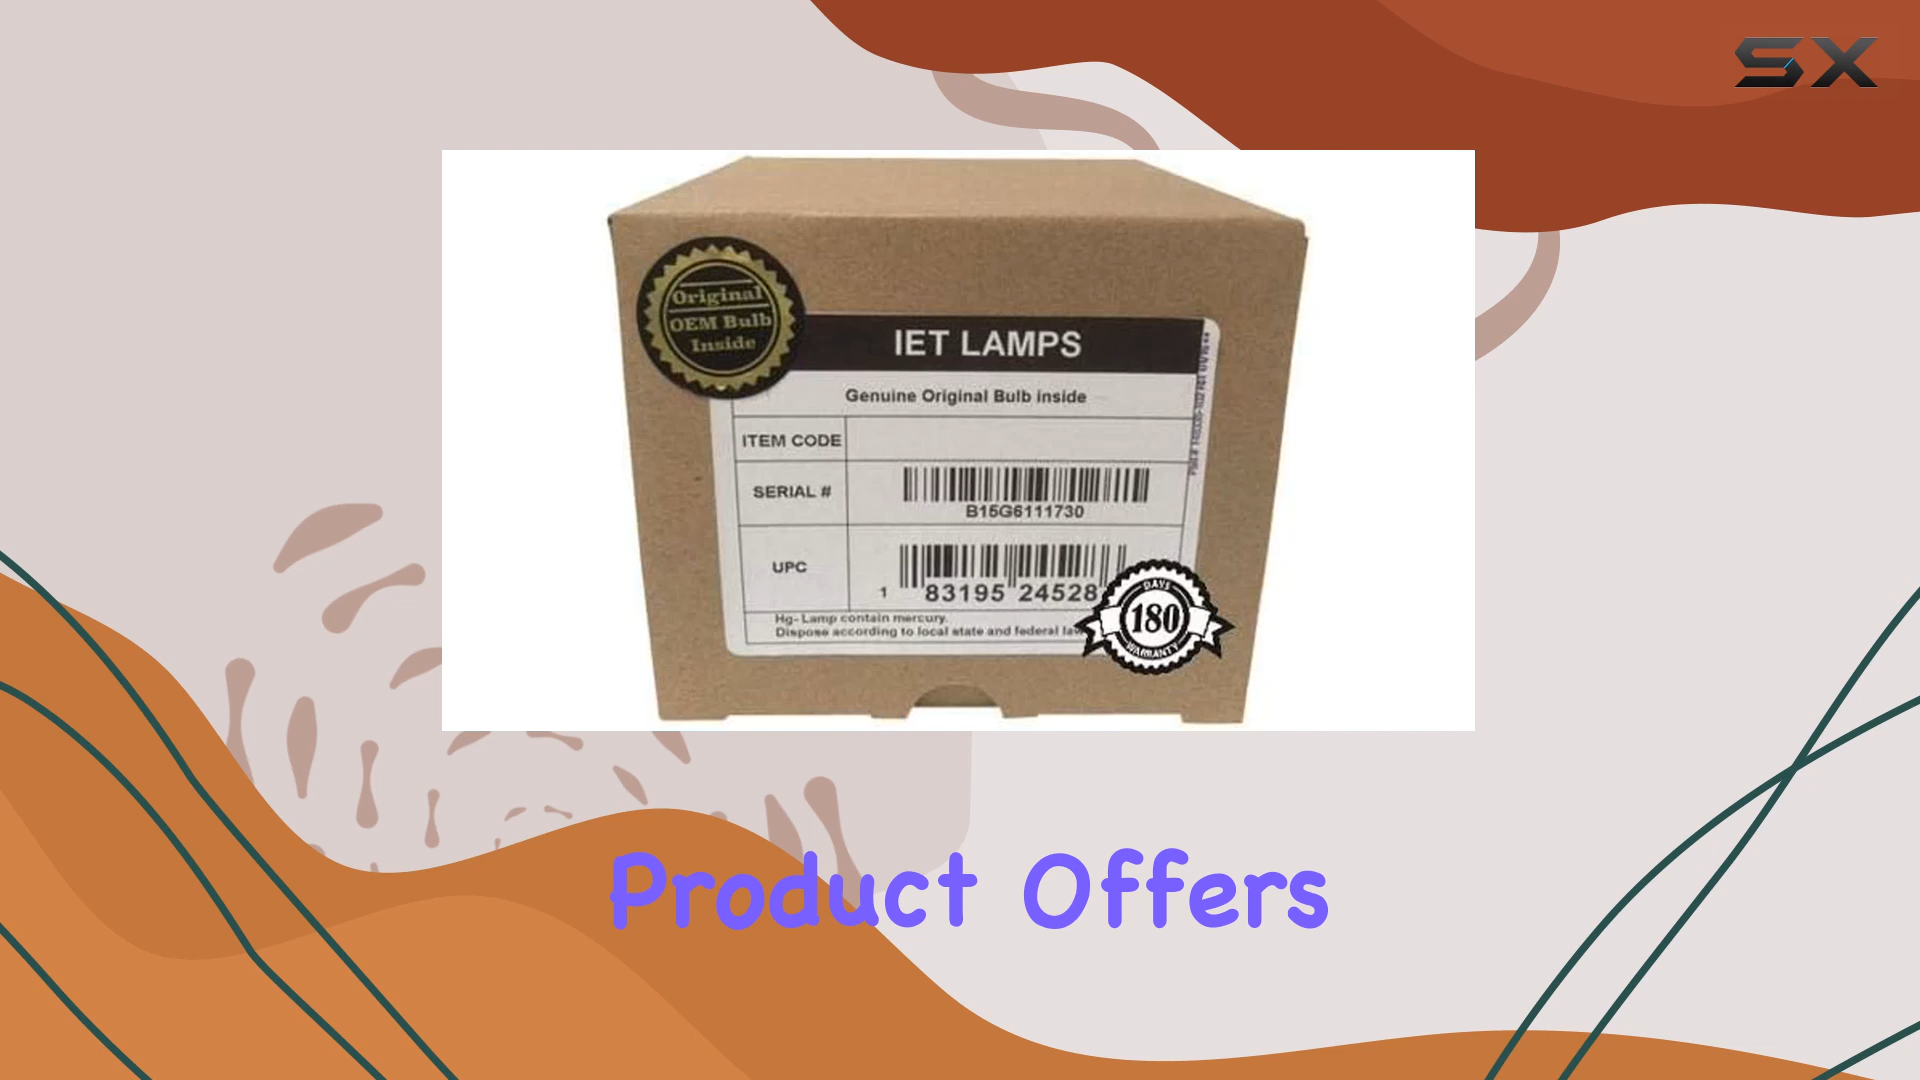 SX
Original
OEM Bulb
Inside
IET LAMPS
Genuine Original Bulb inside
ITEM CODE
SERIAL #
B15G6111730
UPC
1 83195 24528
Hg- Lamp contain mercury.
Dispose according to local state and federal
DAYS
180
WARRANTY
Product Offers